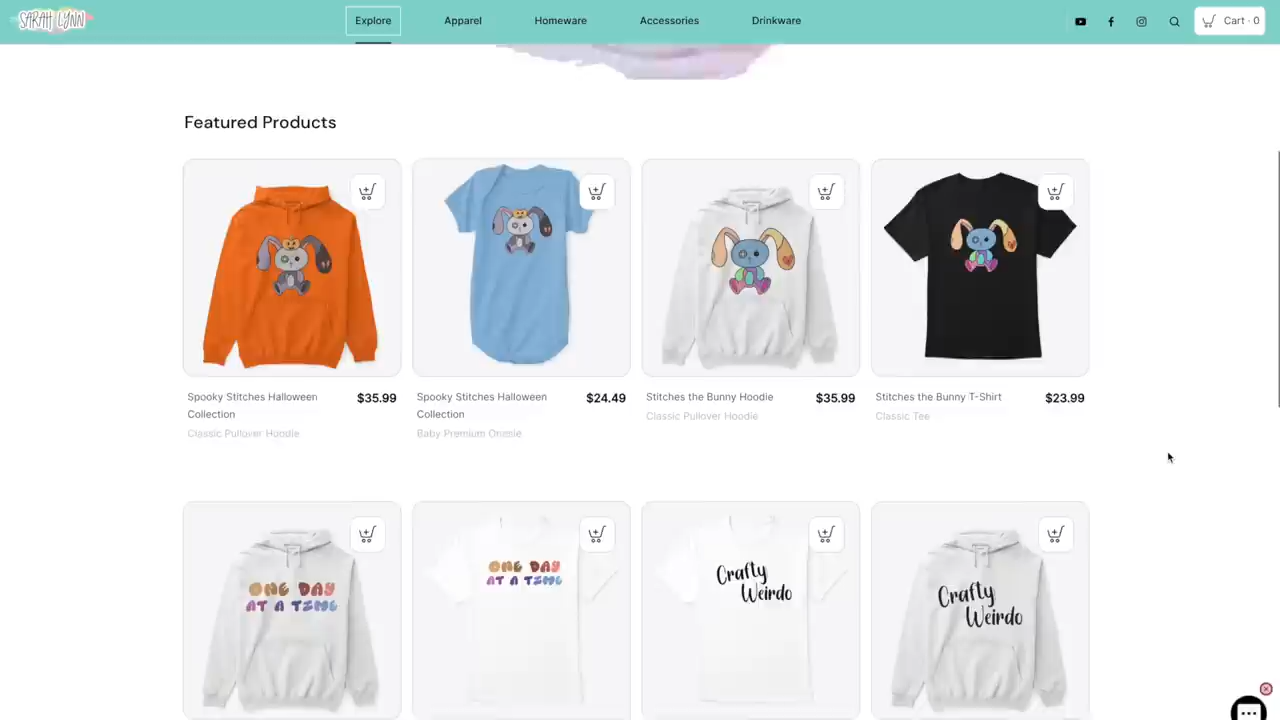 SARAH LYNN
Explore
Apparel
Homeware
Accessories
Drinkware
Cart · 0
Featured Products
Spooky Stitches Halloween
Collection
$35.99
Classic Pullover Hoodie
Spooky Stitches Halloween
Collection
$24.49
Baby Premium Onesie
Stitches the Bunny Hoodie
$35.99
Classic Pullover Hoodie
Stitches the Bunny T-Shirt
$23.99
Classic Tee
ONE DAY
AT A TIME
ONE DAY
AT A TIME
Crafty
Weirdo
Crafty
Weirdo